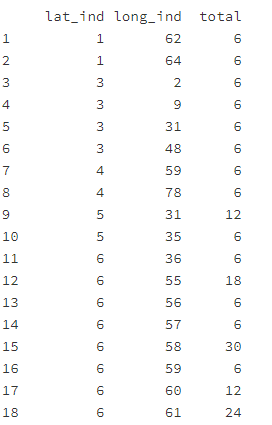 lat_ind long_ind total
1 1 62 6
2 1 64 6
3 3 2 6
4 3 9 6
5 3 31 6
6 3 48 6
7 4 59 6
8 4 78 6
9 5 31 12
10 5 35 6
11 6 36 6
12 6 55 18
13 6 56 6
14 6 57 6
15 6 58 30
16 6 59 6
17 6 60 12
18 6 61 24